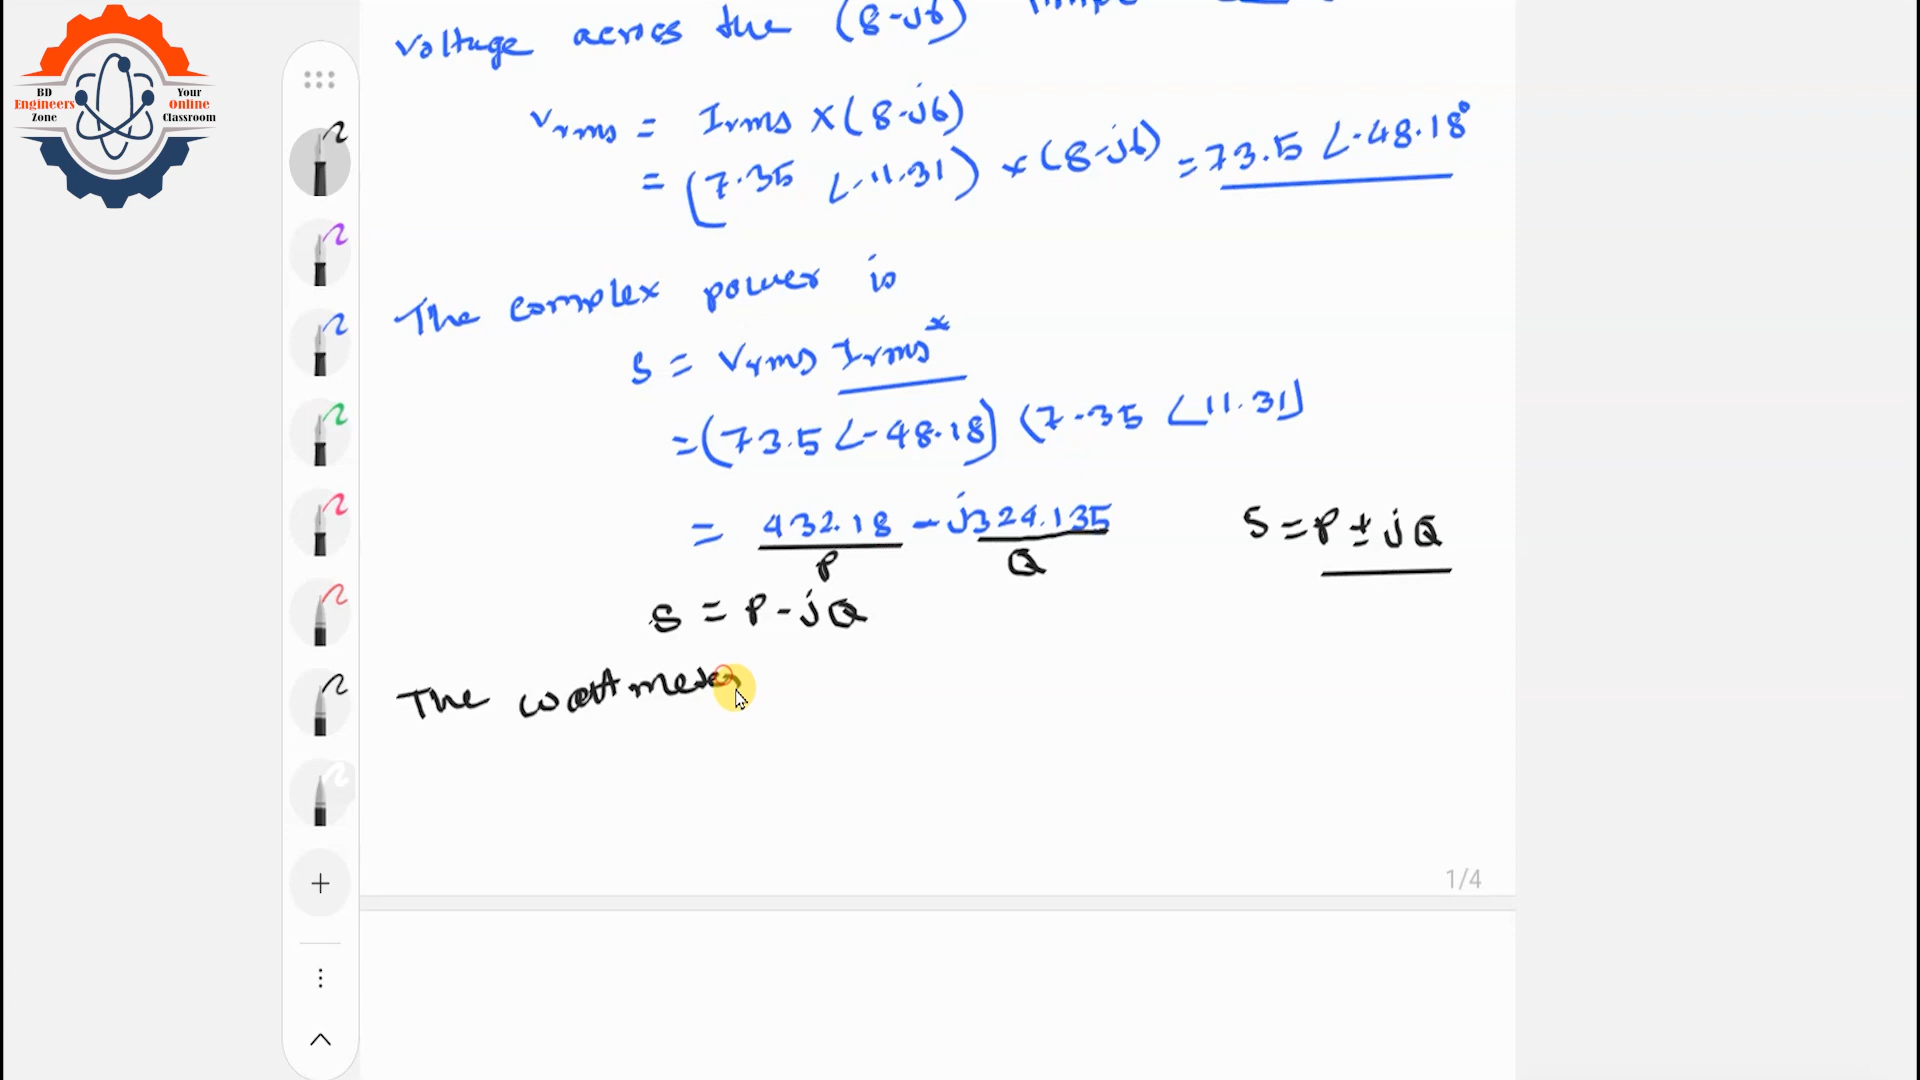 BD
Engineers
Zone
Your
Online
Classroom
voltage across the (8-j6)
Vrms = Irms × (8-j6)
= (7.35 ∠-11.31) × (8-j6) = 73.5 ∠-48.18°
The complex power is
S = Vrms Irms*
= (73.5 ∠-48.18) (7.35 ∠11.31)
= 432.18 - j324.135
P Q
S = P ± jQ
S = P - jQ
The wattmeter
1/4